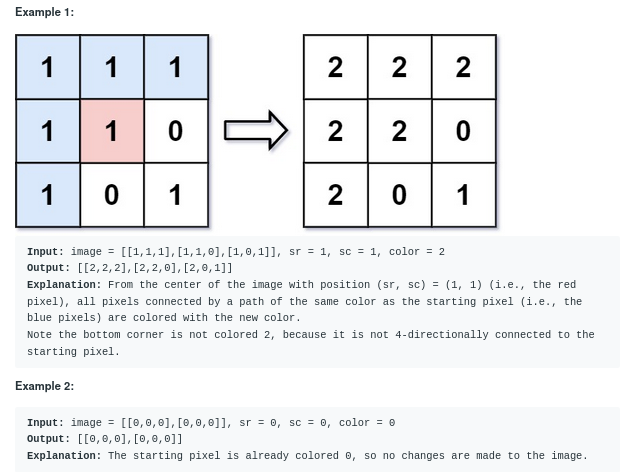 Example 1:
1 1 1 2 2 2
1 1 0 2 2 0
1 0 1 2 0 1
Input: image = [[1,1,1],[1,1,0],[1,0,1]], sr = 1, sc = 1, color = 2
Output: [[2,2,2],[2,2,0],[2,0,1]]
Explanation: From the center of the image with position (sr, sc) = (1, 1) (i.e., the red
pixel), all pixels connected by a path of the same color as the starting pixel (i.e., the
blue pixels) are colored with the new color.
Note the bottom corner is not colored 2, because it is not 4-directionally connected to the
starting pixel.
Example 2:
Input: image = [[0,0,0],[0,0,0]], sr = 0, sc = 0, color = 0
Output: [[0,0,0],[0,0,0]]
Explanation: The starting pixel is already colored 0, so no changes are made to the image.